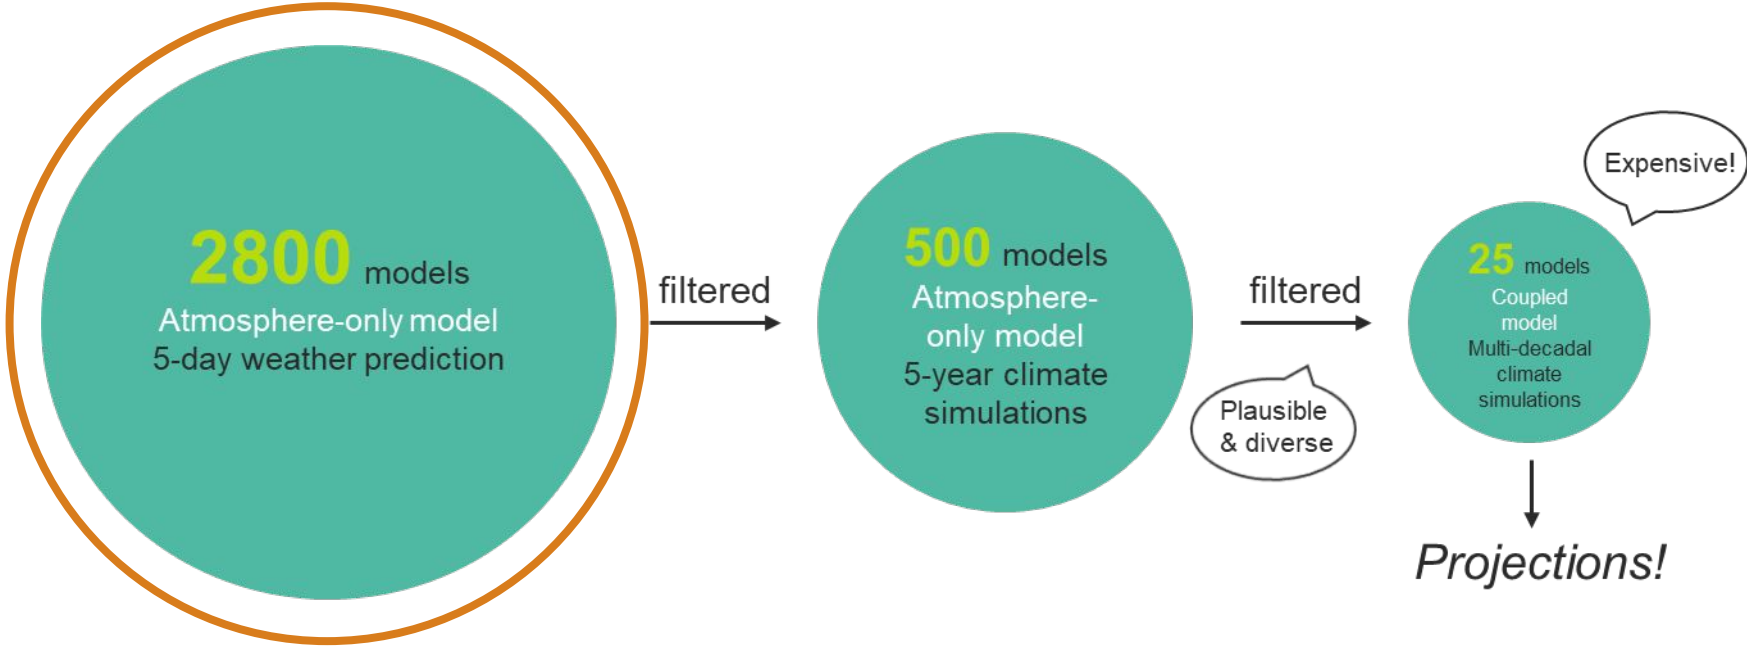 2800 models
Atmosphere-only model
5-day weather prediction
filtered
500 models
Atmosphere-
only model
5-year climate
simulations
filtered
Plausible
& diverse
Expensive!
25 models
Coupled
model
Multi-decadal
climate
simulations
Projections!